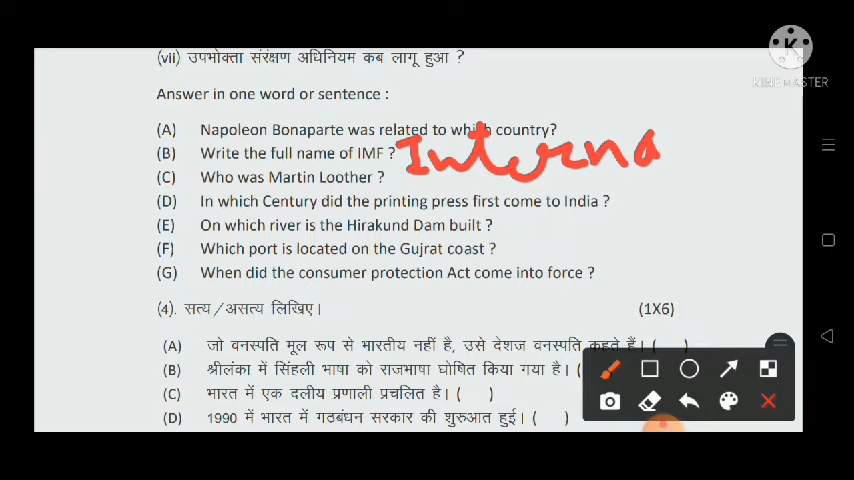 (vii) उपभोक्ता संरंक्षण अधिनियम कब लागू हुआ ?
KINEMASTER
Answer in one word or sentence :
(A) Napoleon Bonaparte was related to which country?
(B) Write the full name of IMF ? Interna
(C) Who was Martin Loother ?
(D) In which Century did the printing press first come to India ?
(E) On which river is the Hirakund Dam built ?
(F) Which port is located on the Gujrat coast ?
(G) When did the consumer protection Act come into force ?
(4). सत्य/असत्य लिखिए। (1X6)
(A) जो वनस्पति मूल रूप से भारतीय नहीं है, उसे देशज वनस्पति कहते हैं। ( )
(B) श्रीलंका में सिंहली भाषा को राजभाषा घोषित किया गया है। (
(C) भारत में एक दलीय प्रणाली प्रचलित है। ( )
(D) 1990 में भारत में गठबंधन सरकार की शुरुआत हुई। ( )